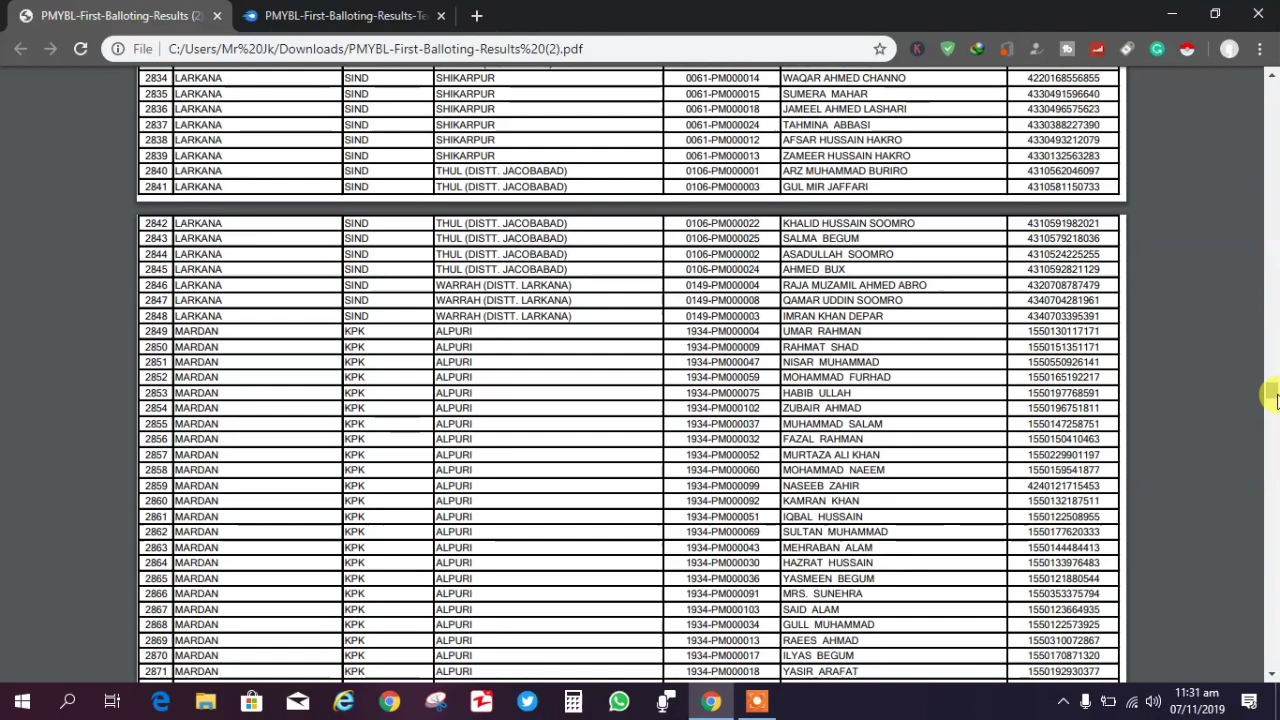 PMYBL-First-Balloting-Results (2)
PMYBL-First-Balloting-Results-Te
File C:/Users/Mr%20Jk/Downloads/PMYBL-First-Balloting-Results%20(2).pdf
2834 LARKANA SIND SHIKARPUR 0061-PM000014 WAQAR AHMED CHANNO 4220168556855
2835 LARKANA SIND SHIKARPUR 0061-PM000015 SUMERA MAHAR 4330491596640
2836 LARKANA SIND SHIKARPUR 0061-PM000018 JAMEEL AHMED LASHARI 4330496575623
2837 LARKANA SIND SHIKARPUR 0061-PM000024 TAHMINA ABBASI 4330388227390
2838 LARKANA SIND SHIKARPUR 0061-PM000012 AFSAR HUSSAIN HAKRO 4330493212079
2839 LARKANA SIND SHIKARPUR 0061-PM000013 ZAMEER HUSSAIN HAKRO 4330132563283
2840 LARKANA SIND THUL (DISTT. JACOBABAD) 0106-PM000001 ARZ MUHAMMAD BURIRO 4310562046097
2841 LARKANA SIND THUL (DISTT. JACOBABAD) 0106-PM000003 GUL MIR JAFFARI 4310581150733
2842 LARKANA SIND THUL (DISTT. JACOBABAD) 0106-PM000022 KHALID HUSSAIN SOOMRO 4310591982021
2843 LARKANA SIND THUL (DISTT. JACOBABAD) 0106-PM000025 SALMA BEGUM 4310579218036
2844 LARKANA SIND THUL (DISTT. JACOBABAD) 0106-PM000002 ASADULLAH SOOMRO 4310524225255
2845 LARKANA SIND THUL (DISTT. JACOBABAD) 0106-PM000024 AHMED BUX 4310592821129
2846 LARKANA SIND WARRAH (DISTT. LARKANA) 0149-PM000004 RAJA MUZAMIL AHMED ABRO 4320708787479
2847 LARKANA SIND WARRAH (DISTT. LARKANA) 0149-PM000008 QAMAR UDDIN SOOMRO 4340704281961
2848 LARKANA SIND WARRAH (DISTT. LARKANA) 0149-PM000003 IMRAN KHAN DEPAR 4340703395391
2849 MARDAN KPK ALPURI 1934-PM000004 UMAR RAHMAN 1550130117171
2850 MARDAN KPK ALPURI 1934-PM000009 RAHMAT SHAD 1550151351171
2851 MARDAN KPK ALPURI 1934-PM000047 NISAR MUHAMMAD 1550550926141
2852 MARDAN KPK ALPURI 1934-PM000059 MOHAMMAD FURHAD 1550165192217
2853 MARDAN KPK ALPURI 1934-PM000075 HABIB ULLAH 1550197768591
2854 MARDAN KPK ALPURI 1934-PM000102 ZUBAIR AHMAD 1550196751811
2855 MARDAN KPK ALPURI 1934-PM000037 MUHAMMAD SALAM 1550147258751
2856 MARDAN KPK ALPURI 1934-PM000032 FAZAL RAHMAN 1550150410463
2857 MARDAN KPK ALPURI 1934-PM000052 MURTAZA ALI KHAN 1550229901197
2858 MARDAN KPK ALPURI 1934-PM000060 MOHAMMAD NAEEM 1550159541877
2859 MARDAN KPK ALPURI 1934-PM000099 NASEEB ZAHIR 4240121715453
2860 MARDAN KPK ALPURI 1934-PM000092 KAMRAN KHAN 1550132187511
2861 MARDAN KPK ALPURI 1934-PM000051 IQBAL HUSSAIN 1550122508955
2862 MARDAN KPK ALPURI 1934-PM000069 SULTAN MUHAMMAD 1550177620333
2863 MARDAN KPK ALPURI 1934-PM000043 MEHRABAN ALAM 1550144484413
2864 MARDAN KPK ALPURI 1934-PM000030 HAZRAT HUSSAIN 1550133976483
2865 MARDAN KPK ALPURI 1934-PM000036 YASMEEN BEGUM 1550121880544
2866 MARDAN KPK ALPURI 1934-PM000091 MRS. SUNEHRA 1550353375794
2867 MARDAN KPK ALPURI 1934-PM000103 SAID ALAM 1550123664935
2868 MARDAN KPK ALPURI 1934-PM000034 GULL MUHAMMAD 1550122573925
2869 MARDAN KPK ALPURI 1934-PM000013 RAEES AHMAD 1550310072867
2870 MARDAN KPK ALPURI 1934-PM000017 ILYAS BEGUM 1550170871320
2871 MARDAN KPK ALPURI 1934-PM000018 YASIR ARAFAT 1550192930377
11:31 am
07/11/2019